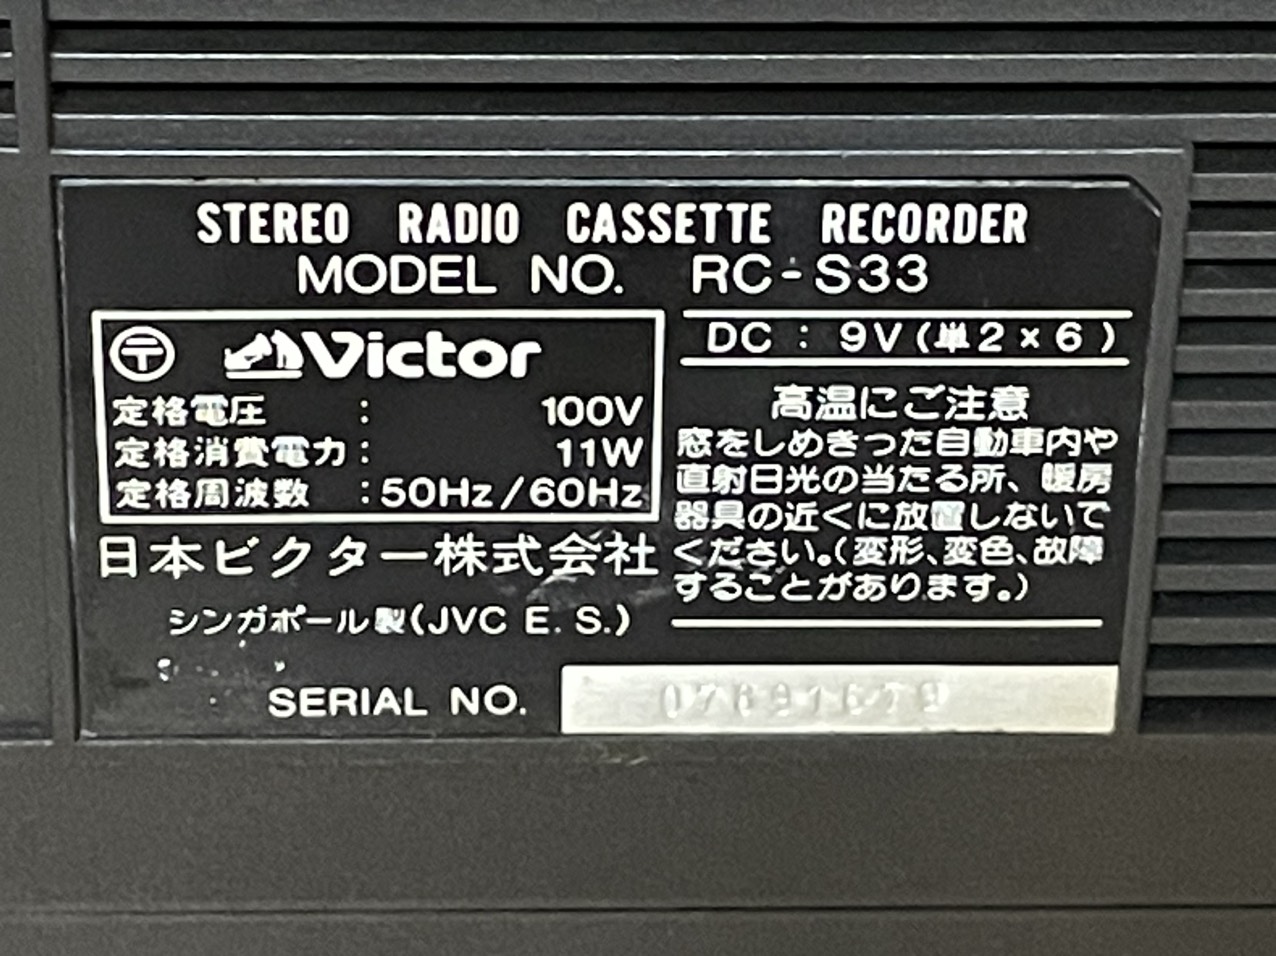 STEREO RADIO CASSETTE RECORDER
MODEL NO. RC-S33
〒 Victor
定格電圧 : 100V
定格消費電力 : 11W
定格周波数 : 50Hz/60Hz
日本ビクター株式会社
シンガポール製(JVC E.S.)
DC : 9V(単2×6)
高温にご注意
窓をしめきった自動車内や
直射日光の当たる所、暖房
器具の近くに放置しないで
ください。(変形、変色、故障
することがあります。)
SERIAL NO.